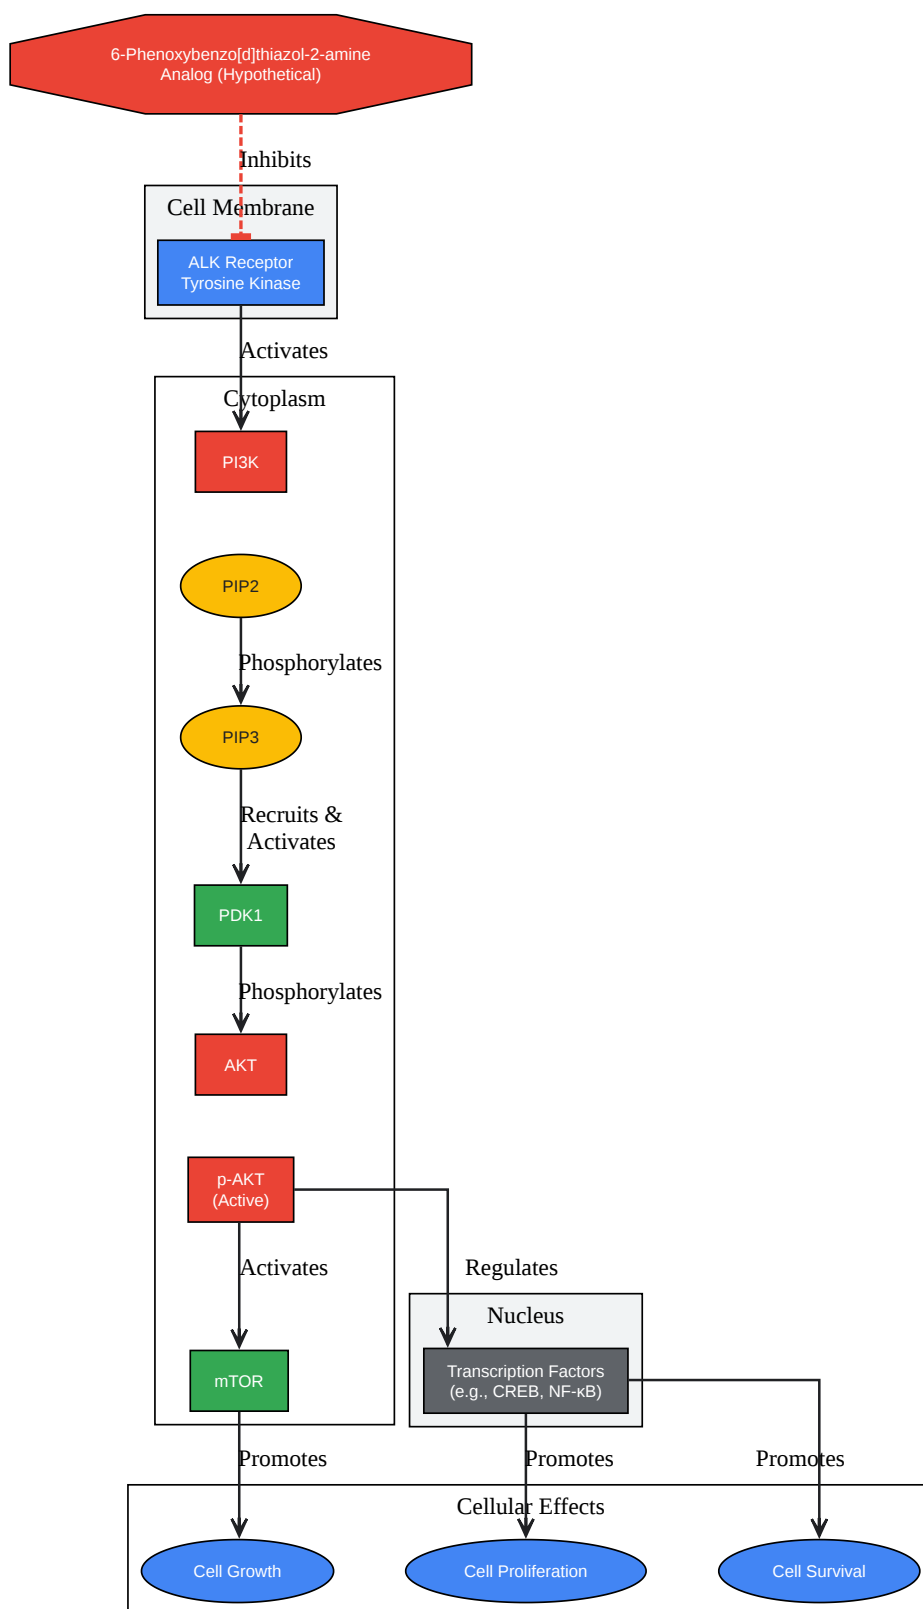 6-Phenoxybenzo[d]thiazol-2-amine
Analog (Hypothetical)
Inhibits
Cell Membrane
ALK Receptor
Tyrosine Kinase
Activates
Cytoplasm
PI3K
PIP2
Phosphorylates
PIP3
Recruits &
Activates
PDK1
Phosphorylates
AKT
p-AKT
(Active)
Activates
Regulates
Nucleus
mTOR
Transcription Factors
(e.g., CREB, NF-κB)
Promotes
Promotes
Promotes
Cellular Effects
Cell Growth
Cell Proliferation
Cell Survival